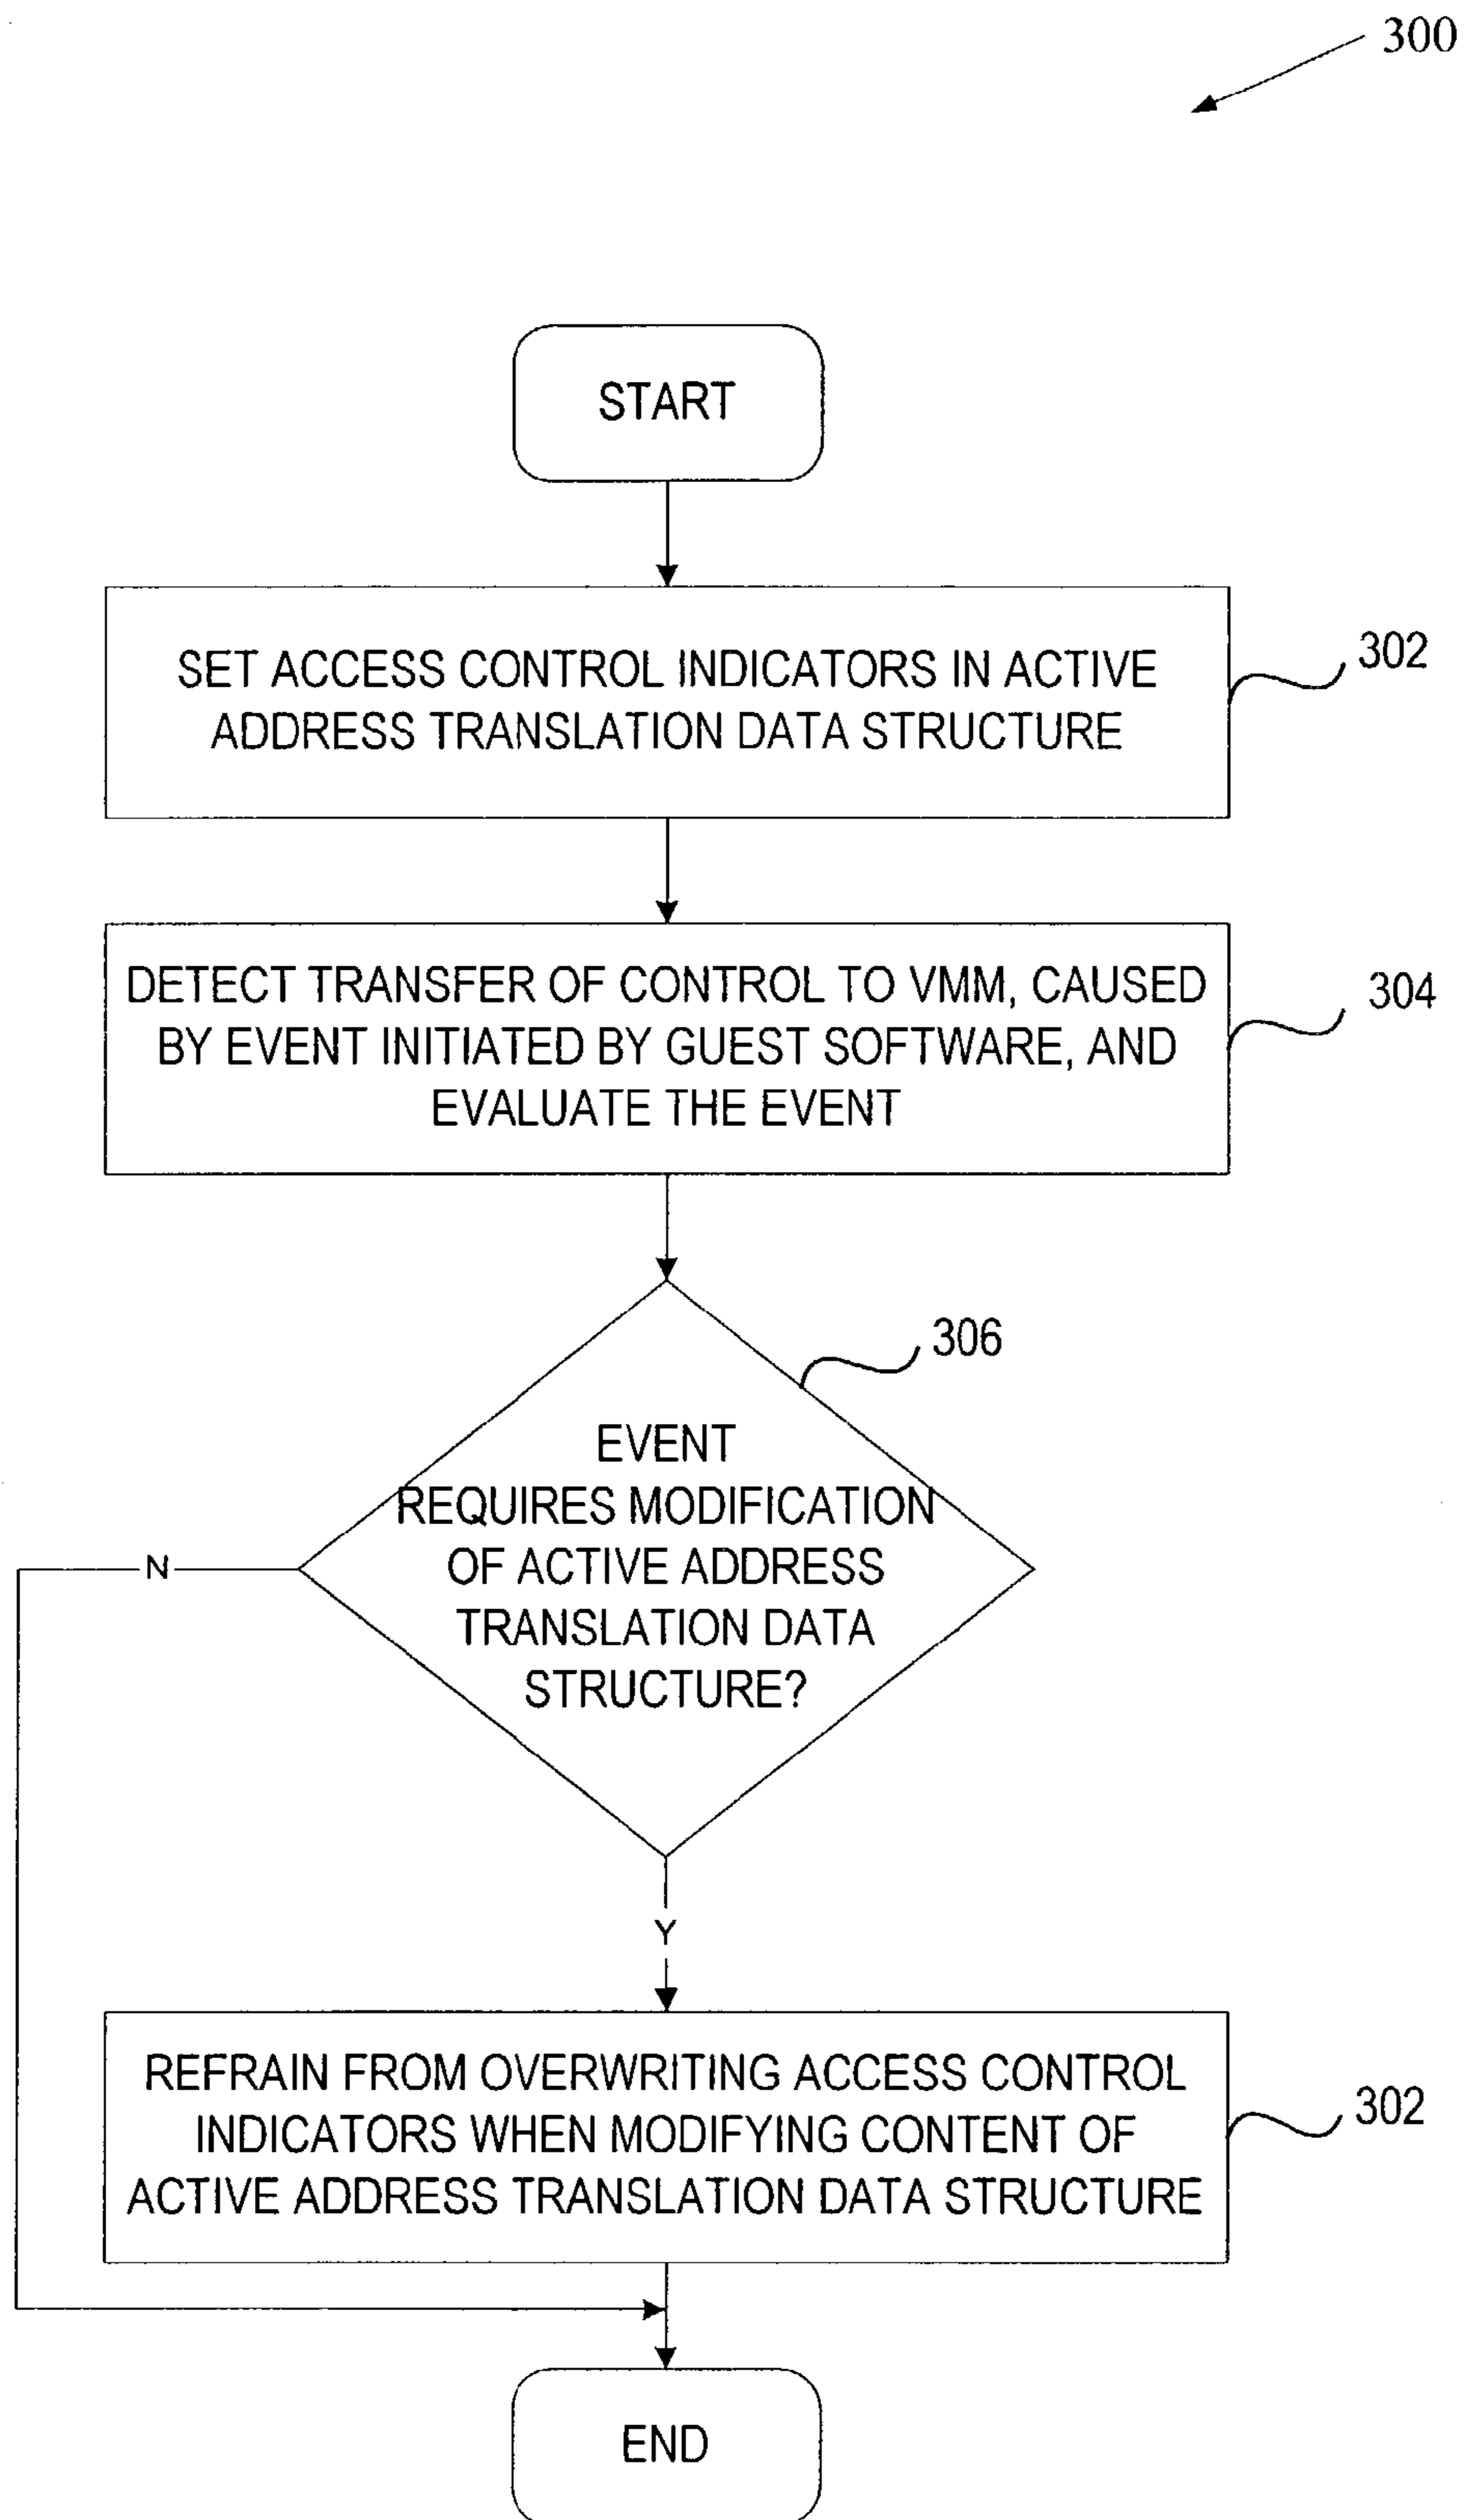 300
START
SET ACCESS CONTROL INDICATORS IN ACTIVE
ADDRESS TRANSLATION DATA STRUCTURE
302
DETECT TRANSFER OF CONTROL TO VMM, CAUSED
BY EVENT INITIATED BY GUEST SOFTWARE, AND
EVALUATE THE EVENT
304
306
EVENT
REQUIRES MODIFICATION
OF ACTIVE ADDRESS
TRANSLATION DATA
STRUCTURE?
N
Y
REFRAIN FROM OVERWRITING ACCESS CONTROL
INDICATORS WHEN MODIFYING CONTENT OF
ACTIVE ADDRESS TRANSLATION DATA STRUCTURE
302
END